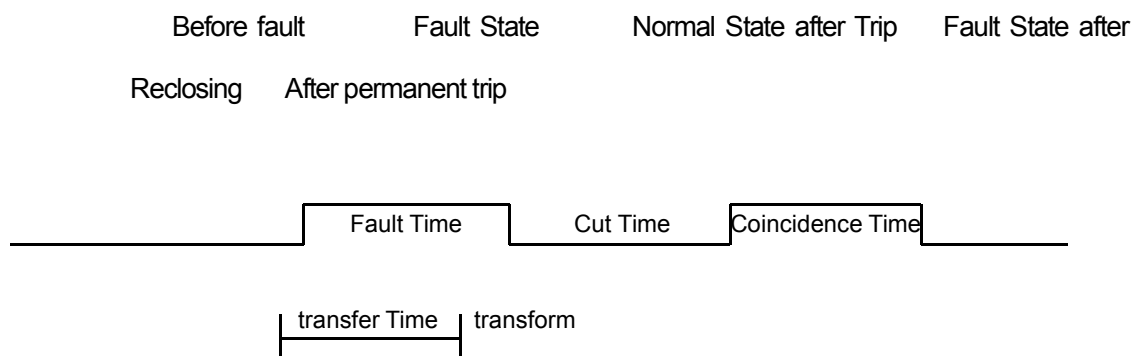 Before fault Fault State Normal State after Trip Fault State after
Reclosing After permanent trip
Fault Time Cut Time Coincidence Time
transfer Time transform